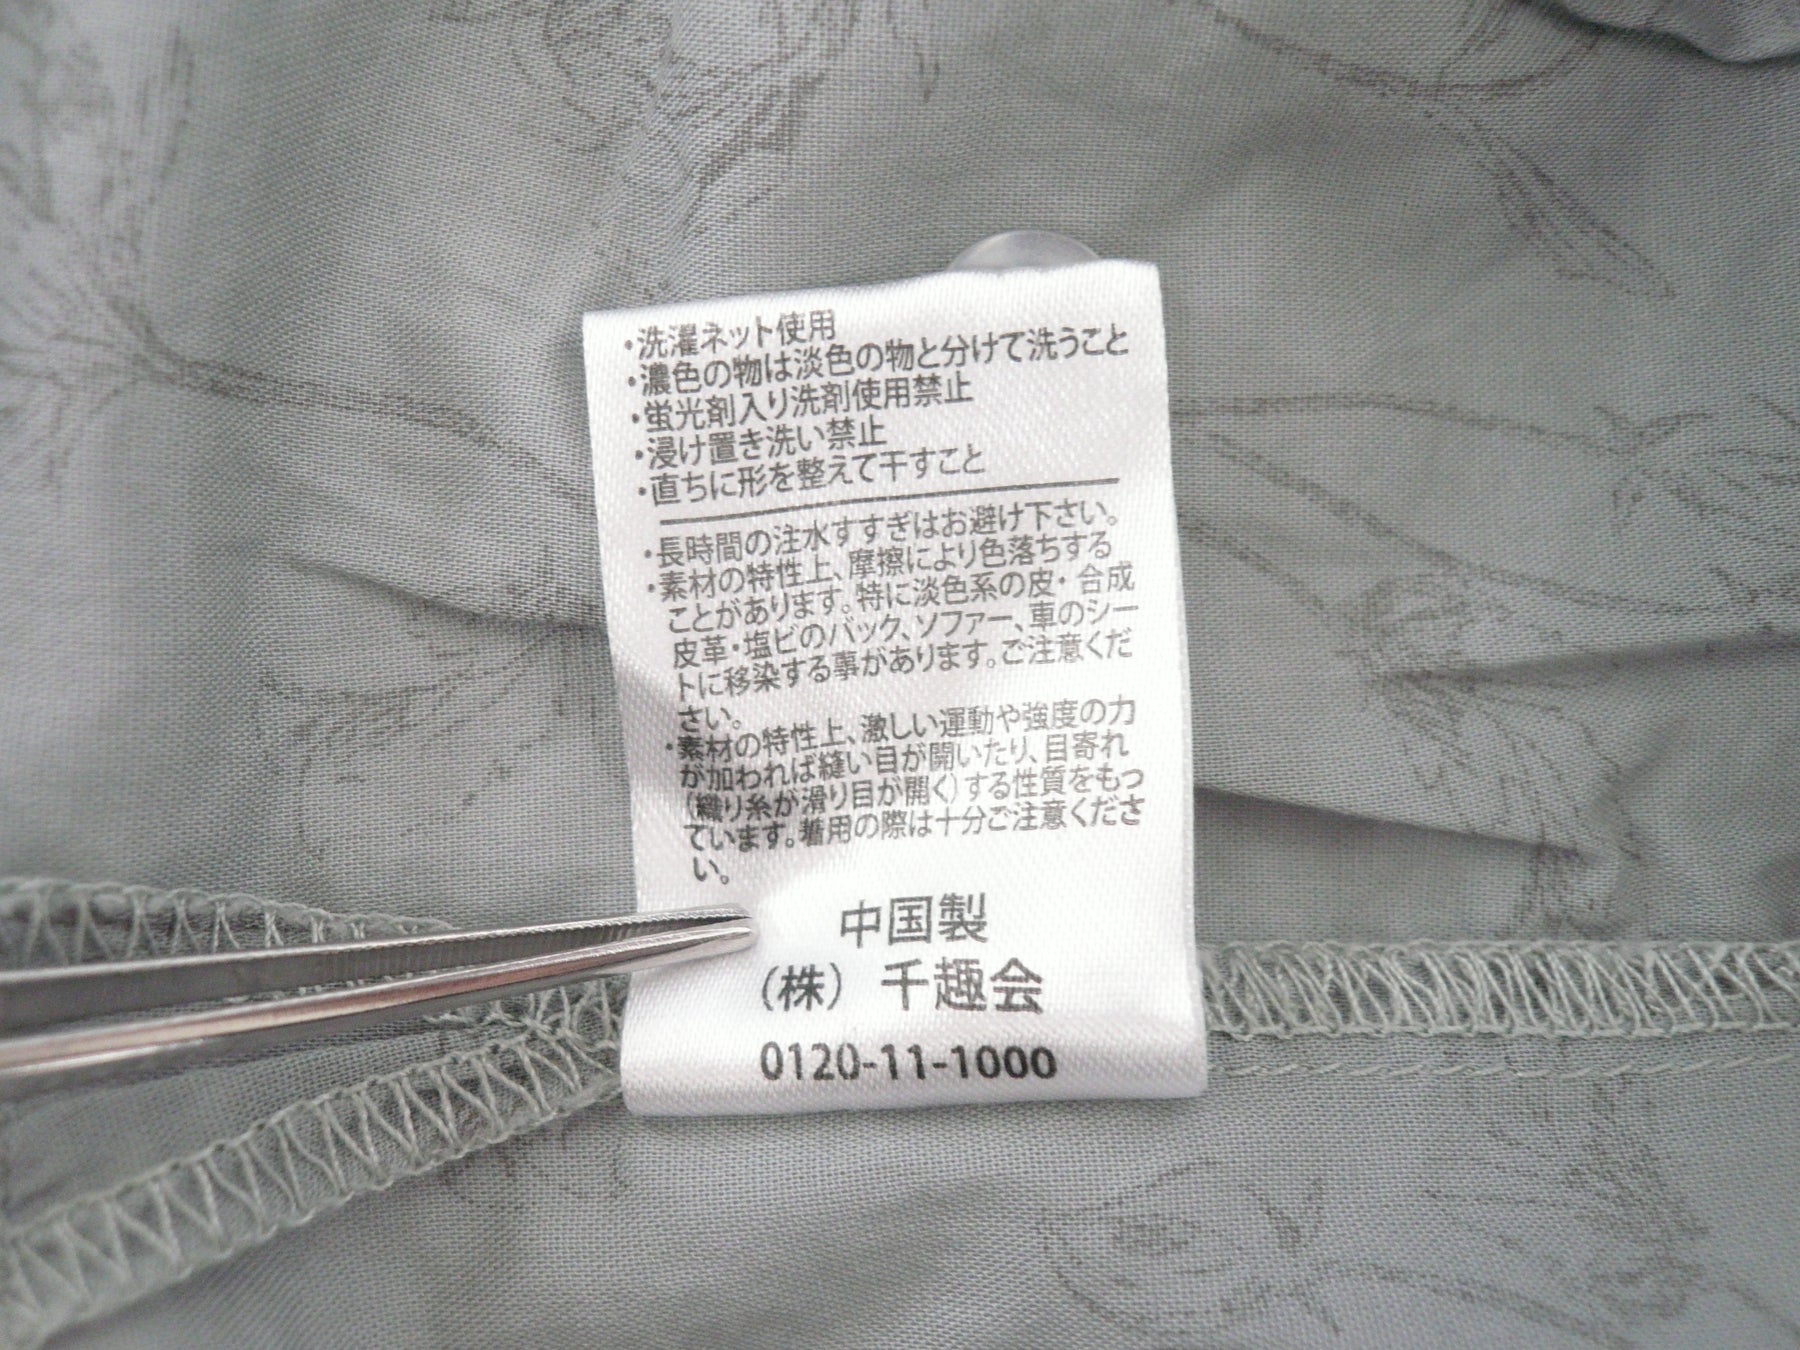 ・洗濯ネット使用
・濃色の物は淡色の物と分けて洗うこと
・蛍光剤入り洗剤使用禁止
・浸け置き洗い禁止
・直ちに形を整えて干すこと
・長時間の注水すすぎはお避け下さい。
・素材の特性上、摩擦により色落ちする
ことがあります。特に淡色系の皮・合成
皮革・塩ビのバック、ソファー、車のシー
トに移染する事があります。ご注意くだ
さい。
・素材の特性上、激しい運動や強度の力
が加われば縫い目が開いたり、目寄れ
(織り糸が滑り目が開く)する性質をもっ
ています。着用の際は十分ご注意くださ
い。
中国製
(株) 千趣会
0120-11-1000